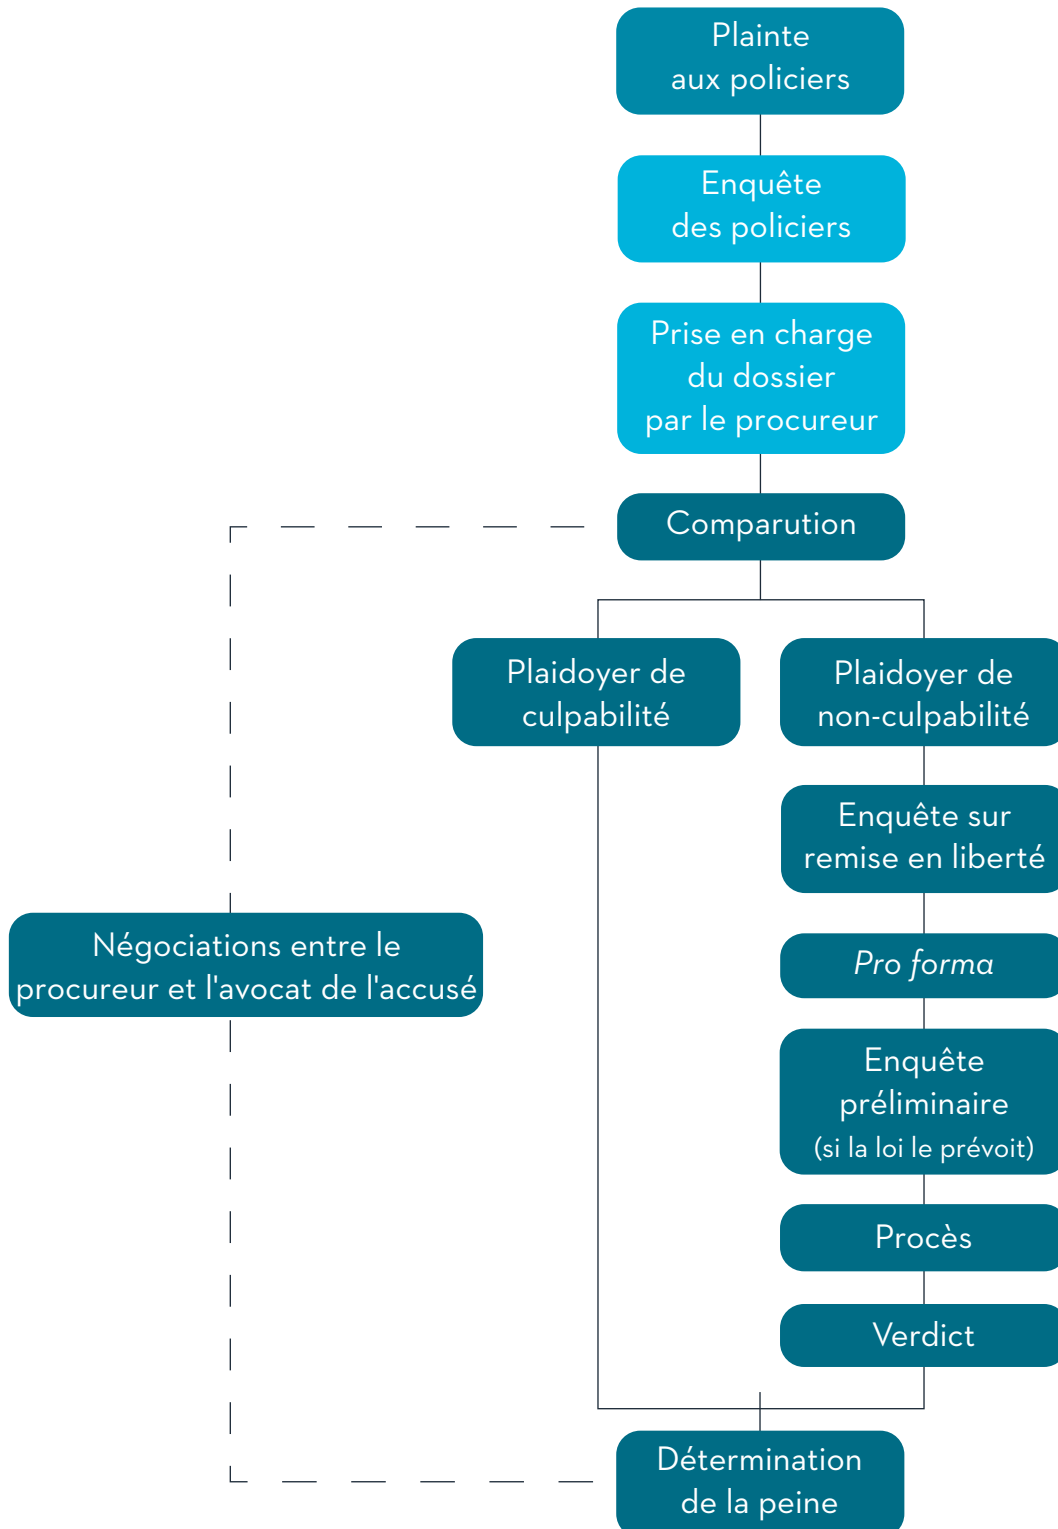 Plainte
aux policiers
Enquête
des policiers
Prise en charge
du dossier
par le procureur
Comparution
Plaidoyer de
culpabilité
Plaidoyer de
non-culpabilité
Enquête sur
remise en liberté
Négociations entre le
procureur et l'avocat de l'accusé
Pro forma
Enquête
préliminaire
(si la loi le prévoit)
Procès
Verdict
Détermination
de la peine